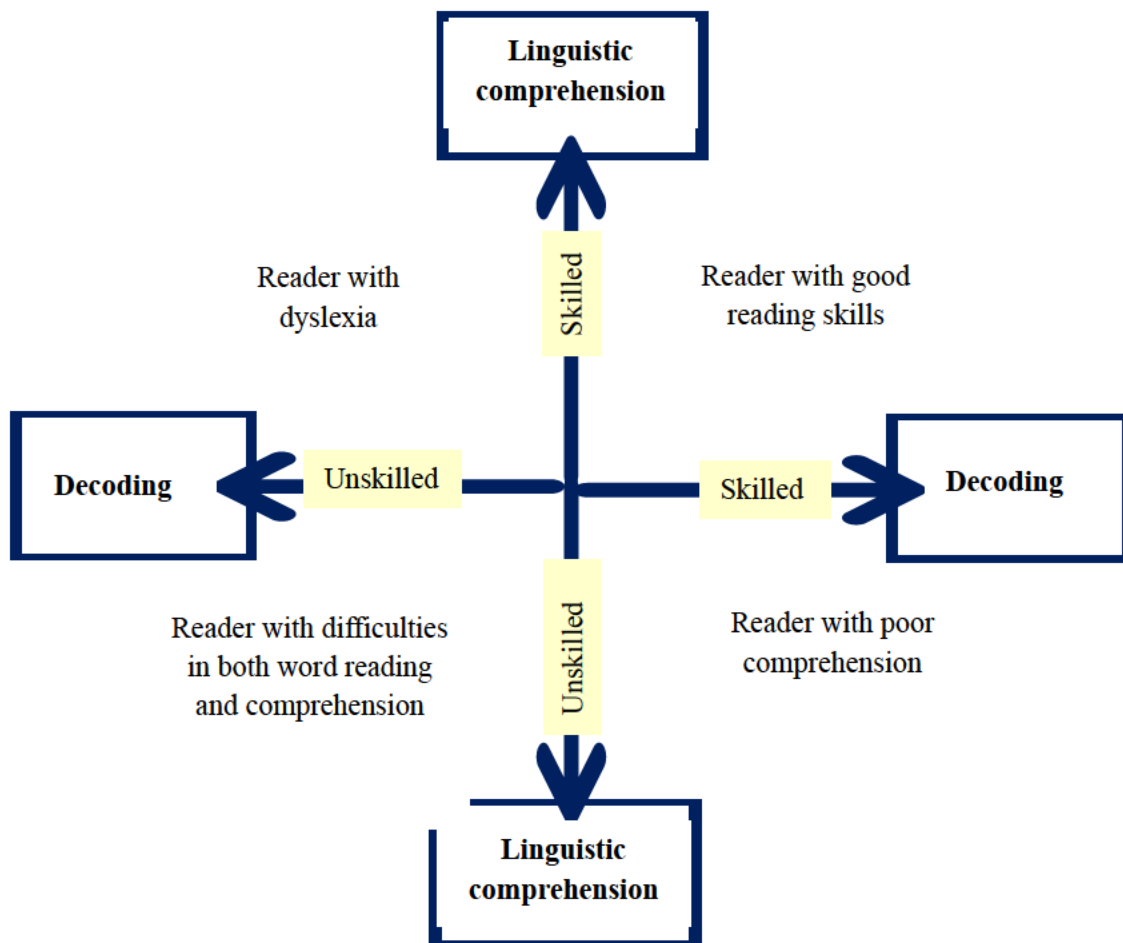 Linguistic
comprehension
Skilled
Reader with
dyslexia
Reader with good
reading skills
Decoding
Unskilled
Skilled
Decoding
Reader with difficulties
in both word reading
and comprehension
Unskilled
Reader with poor
comprehension
Linguistic
comprehension